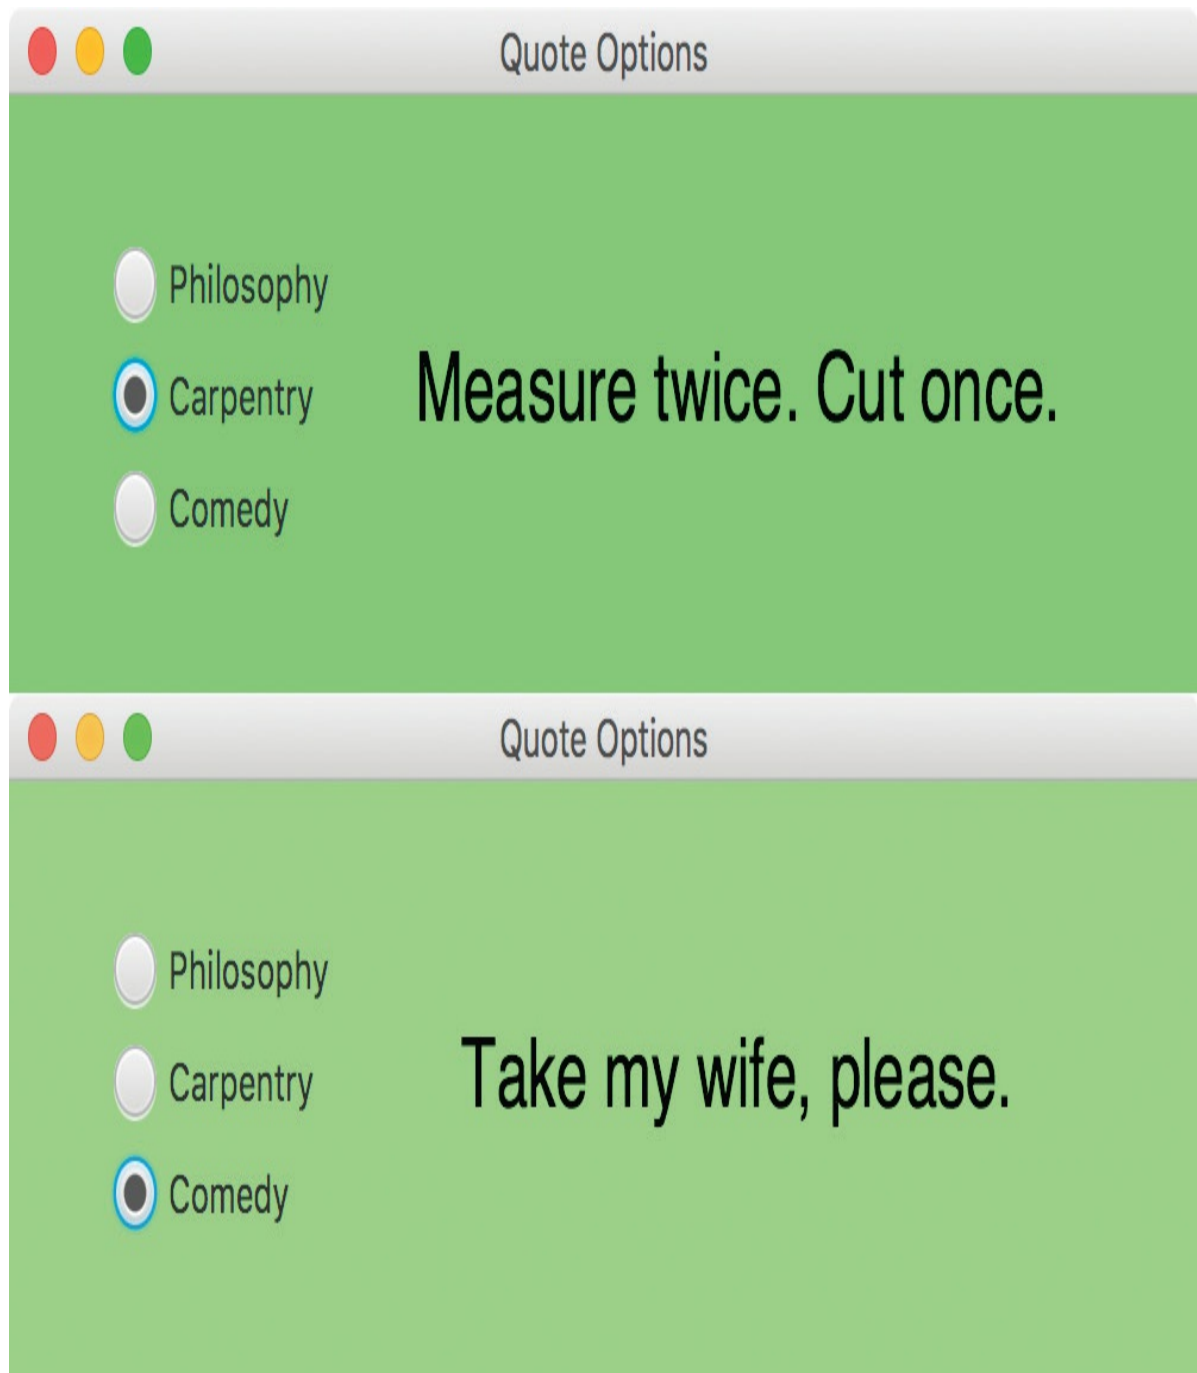 Quote Options
Philosophy
Carpentry
Comedy
Measure twice. Cut once.
Quote Options
Philosophy
Carpentry
Comedy
Take my wife, please.